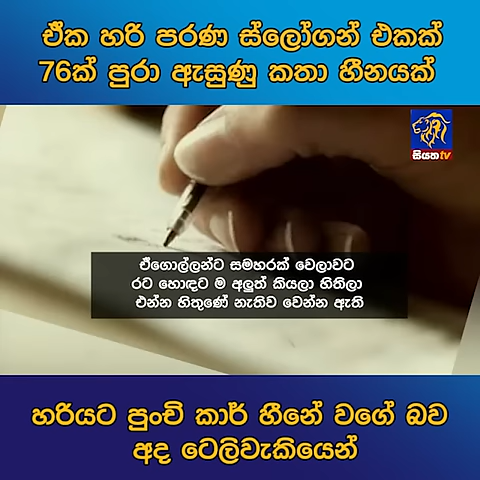 ඒක හරි පරණ ස්ලෝගන් එකක්
76ක් පුරා ඇසුණු කතා හීනයක්
සියත tv
ඒගොල්ලන්ට සමහරක් වෙලාවට
රට හොඳට ම අලුත් කියලා හිතිලා
එන්න හිතුණේ නැතිව වෙන්න ඇති
හරියට පුංචි කාර් හීනේ වගේ බව
අද ටෙලිවැකියෙන්